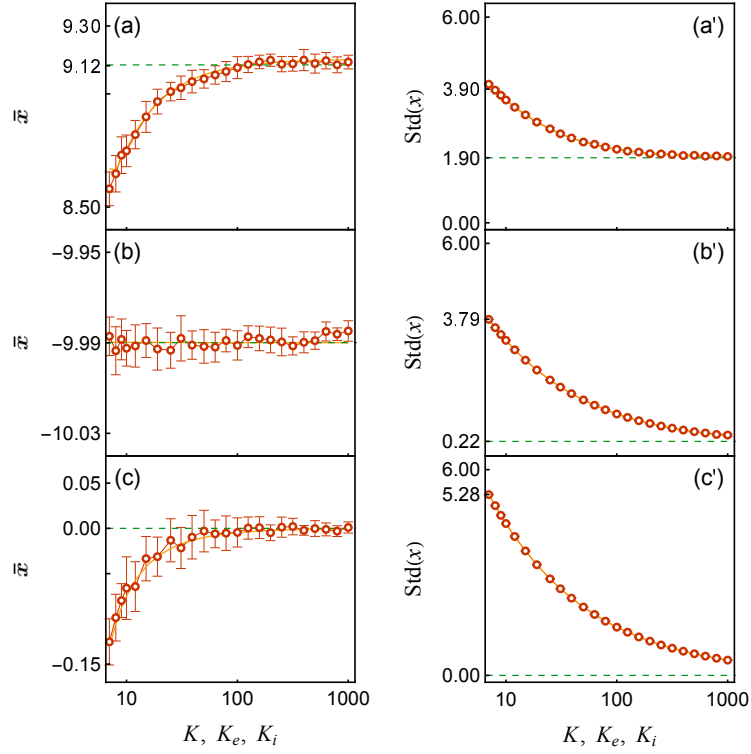 (a)
9.30
9.12
8.50
x̄
(a')
6.00
3.90
1.90
0.00
Std(x)
(b)
−9.95
−9.99
−10.03
x̄
(b')
6.00
3.79
0.22
Std(x)
(c)
0.05
0.00
−0.15
x̄
10 100 1000
K, Kₑ, Kᵢ
(c')
6.00
5.28
0.00
Std(x)
10 100 1000
K, Kₑ, Kᵢ